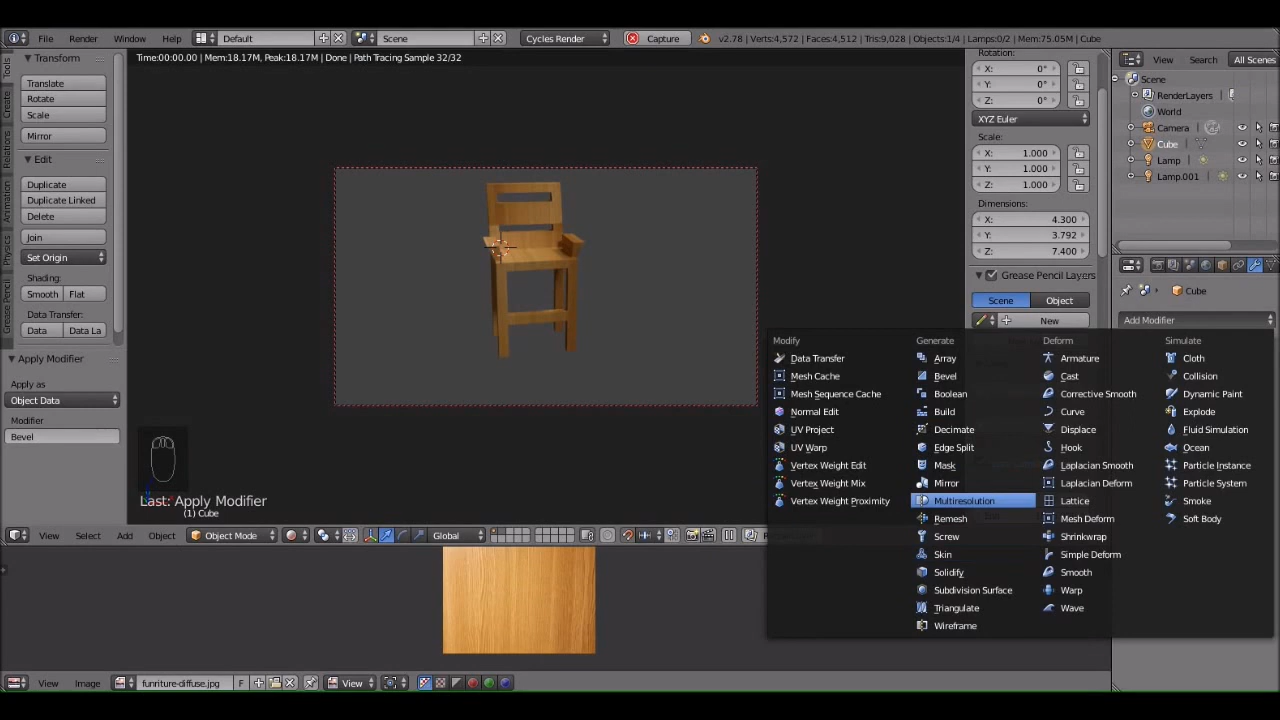 File Render Window Help Default Scene Cycles Render Capture v2.78 | Verts:4,572 | Faces:4,512 | Tris:9,028 | Objects:1/4 | Lamps:0/2 | Mem:75.05M | Cube
Time:00:00.00 | Mem:18.17M, Peak:18.17M | Done | Path Tracing Sample 32/32
Tools
Create
Relations
Animation
Physics
Grease Pencil
Transform
Translate
Rotate
Scale
Mirror
Edit
Duplicate
Duplicate Linked
Delete
Join
Set Origin
Shading:
Smooth Flat
Data Transfer:
Data Data La
Apply Modifier
Apply as
Object Data
Modifier
Bevel
Last: Apply Modifier
(1) Cube
Rotation:
X: 0°
Y: 0°
Z: 0°
XYZ Euler
Scale:
X: 1.000
Y: 1.000
Z: 1.000
Dimensions:
X: 4.300
Y: 3.792
Z: 7.400
Grease Pencil Layers
Scene Object
New
View Search All Scenes
Scene
RenderLayers
World
Camera
Cube
Lamp
Lamp.001
Cube
Add Modifier
Modify
Data Transfer
Mesh Cache
Mesh Sequence Cache
Normal Edit
UV Project
UV Warp
Vertex Weight Edit
Vertex Weight Mix
Vertex Weight Proximity
Generate
Array
Bevel
Boolean
Build
Decimate
Edge Split
Mask
Mirror
Multiresolution
Remesh
Screw
Skin
Solidify
Subdivision Surface
Triangulate
Wireframe
Deform
Armature
Cast
Corrective Smooth
Curve
Displace
Hook
Laplacian Smooth
Laplacian Deform
Lattice
Mesh Deform
Shrinkwrap
Simple Deform
Smooth
Warp
Wave
Simulate
Cloth
Collision
Dynamic Paint
Explode
Fluid Simulation
Ocean
Particle Instance
Particle System
Smoke
Soft Body
View Select Add Object Object Mode Global
View Image funriture-diffuse.jpg F View